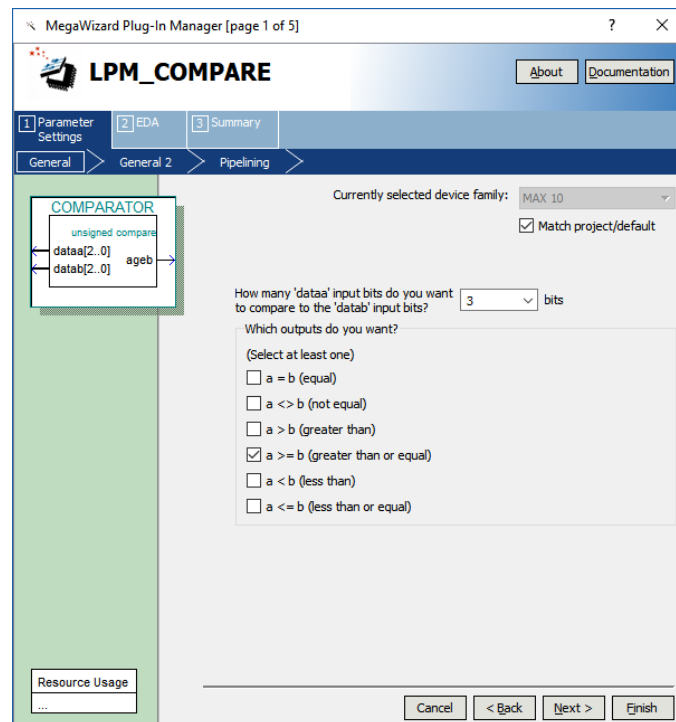 MegaWizard Plug-In Manager [page 1 of 5]
?
LPM_COMPARE
About
Documentation
1 Parameter Settings
2 EDA
3 Summary
General
General 2
Pipelining
COMPARATOR
unsigned compare
dataa[2..0]
datab[2..0]
ageb
Currently selected device family:
MAX 10
Match project/default
How many 'dataa' input bits do you want
to compare to the 'datab' input bits?
3
bits
Which outputs do you want?
(Select at least one)
a = b (equal)
a <> b (not equal)
a > b (greater than)
a >= b (greater than or equal)
a < b (less than)
a <= b (less than or equal)
Resource Usage
...
Cancel
< Back
Next >
Finish